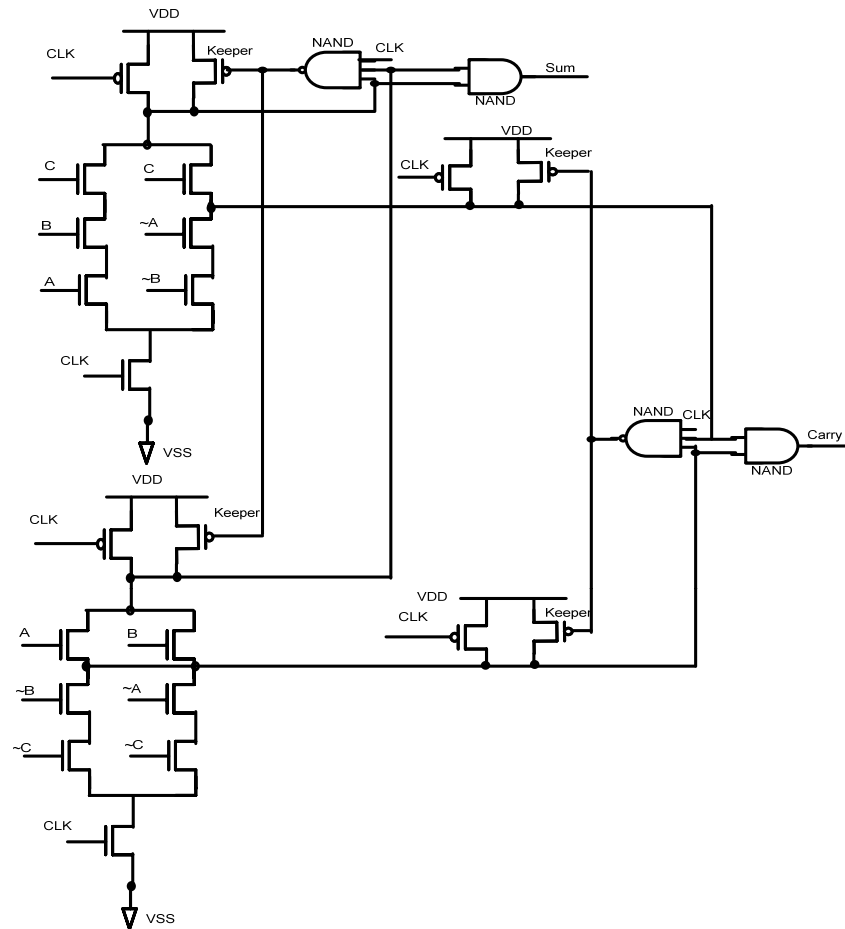 VDD
CLK
Keeper
NAND
CLK
Sum
NAND
VDD
CLK
Keeper
C
C
B
~A
A
~B
CLK
VSS
NAND
CLK
Carry
NAND
VDD
CLK
Keeper
VDD
CLK
Keeper
A
B
~B
~A
~C
~C
CLK
VSS